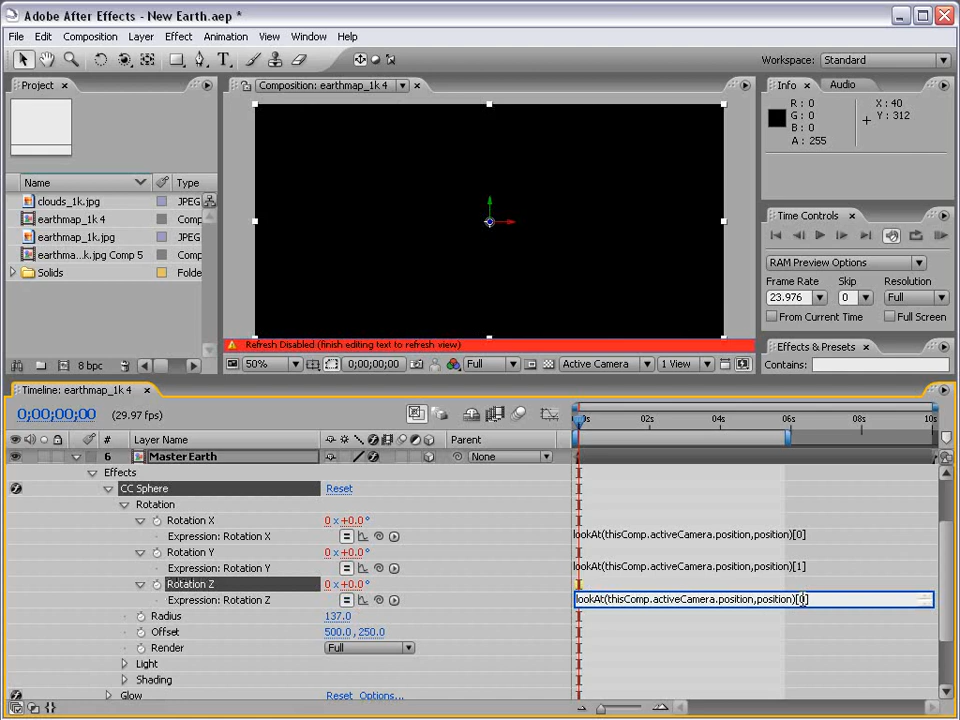 Adobe After Effects - New Earth.aep *
File Edit Composition Layer Effect Animation View Window Help
T
Workspace: Standard
Project
Composition: earthmap_1k 4
Info Audio
R : 0
G : 0
B : 0
A : 255
X : 40
Y : 312
Name Type
clouds_1k.jpg JPEG
earthmap_1k 4 Comp
earthmap_1k.jpg JPEG
earthma...k.jpg Comp 5 Comp
Solids Folde
Time Controls
RAM Preview Options
Frame Rate Skip Resolution
23.976 0 Full
From Current Time Full Screen
Refresh Disabled (finish editing text to refresh view)
Effects & Presets
Contains:
8 bpc
50% 0;00;00;00 Full Active Camera 1 View
Timeline: earthmap_1k 4
0;00;00;00 (29.97 fps)
02s 04s 06s 08s 10s
# Layer Name Parent
6 Master Earth None
Effects
CC Sphere Reset
Rotation
Rotation X 0 x +0.0 °
Expression: Rotation X lookAt(thisComp.activeCamera.position,position)[0]
Rotation Y 0 x +0.0 °
Expression: Rotation Y lookAt(thisComp.activeCamera.position,position)[1]
Rotation Z 0 x +0.0 °
Expression: Rotation Z lookAt(thisComp.activeCamera.position,position)[0]
Radius 137.0
Offset 500.0, 250.0
Render Full
Light
Shading
Glow Reset Options...